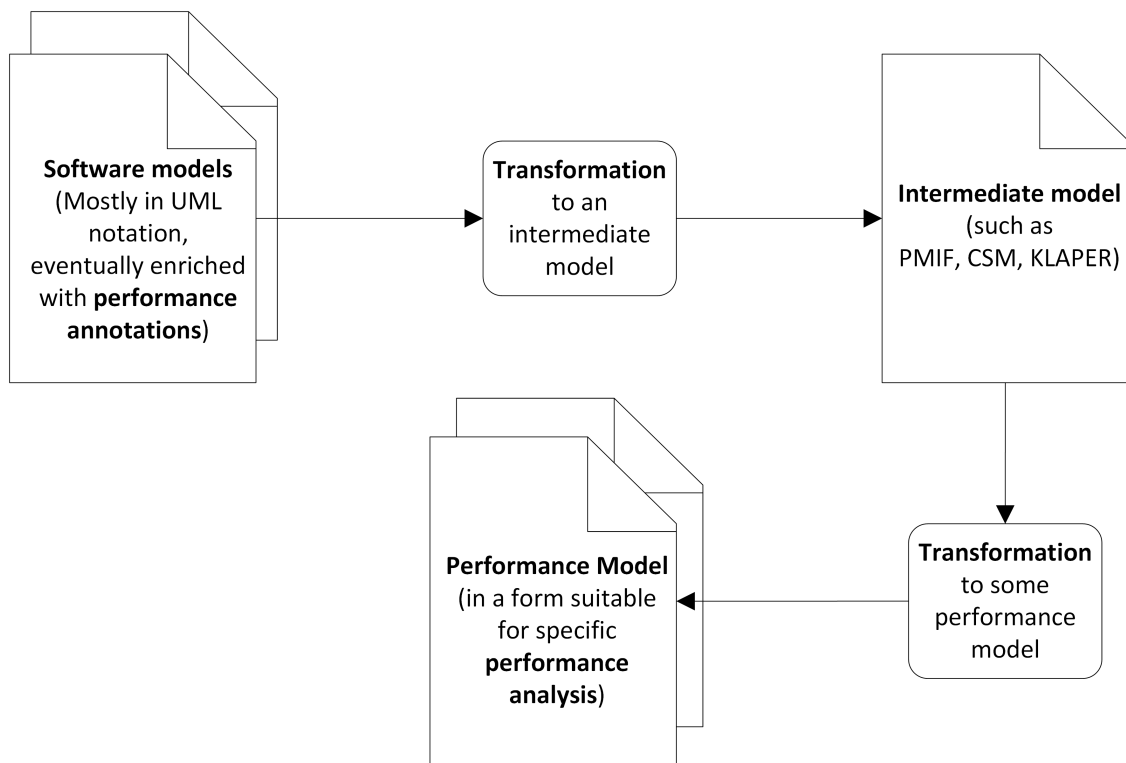 Software models
(Mostly in UML
notation,
eventually enriched
with performance
annotations)
Transformation
to an
intermediate
model
Intermediate model
(such as
PMIF, CSM, KLAPER)
Transformation
to some
performance
model
Performance Model
(in a form suitable
for specific
performance
analysis)